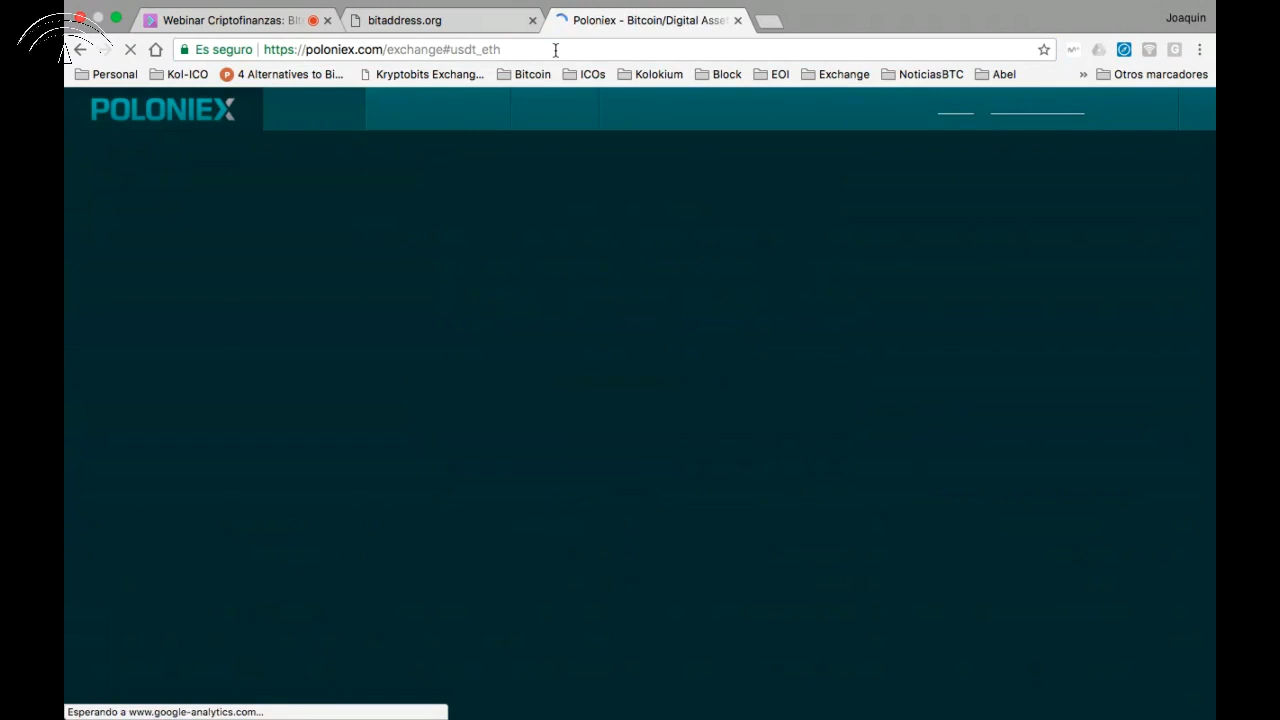 Webinar Criptofinanzas: Bit
bitaddress.org
Poloniex - Bitcoin/Digital Asse
Joaquin
Es seguro
https://poloniex.com/exchange#usdt_eth
Personal
Kol-ICO
4 Alternatives to Bi...
Kryptobits Exchang...
Bitcoin
ICOs
Kolokium
Block
EOI
Exchange
NoticiasBTC
Abel
»
Otros marcadores
POLONIEX
Esperando a www.google-analytics.com...